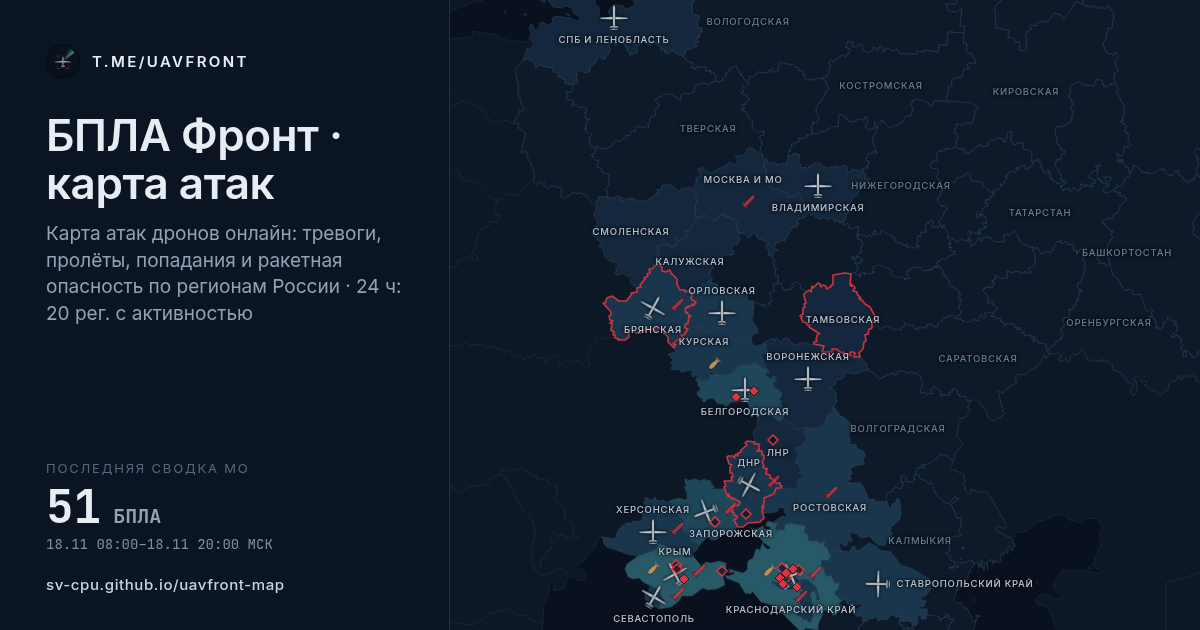 T.ME/UAVFRONT
БПЛА Фронт ·
карта атак
Карта атак дронов онлайн: тревоги,
пролёты, попадания и ракетная
опасность по регионам России · 24 ч:
20 рег. с активностью
ПОСЛЕДНЯЯ СВОДКА МО
51 БПЛА
18.11 08:00–18.11 20:00 МСК
sv-cpu.github.io/uavfront-map
ВОЛОГОДСКАЯ
СПБ И ЛЕНОБЛАСТЬ
КОСТРОМСКАЯ
КИРОВСКАЯ
ТВЕРСКАЯ
МОСКВА И МО
НИЖЕГОРОДСКАЯ
ВЛАДИМИРСКАЯ
ТАТАРСТАН
СМОЛЕНСКАЯ
БАШКОРТОСТАН
КАЛУЖСКАЯ
ОРЛОВСКАЯ
ТАМБОВСКАЯ
ОРЕНБУРГСКАЯ
БРЯНСКАЯ
КУРСКАЯ
ВОРОНЕЖСКАЯ
САРАТОВСКАЯ
БЕЛГОРОДСКАЯ
ВОЛГОГРАДСКАЯ
ЛНР
ДНР
ХЕРСОНСКАЯ
РОСТОВСКАЯ
ЗАПОРОЖСКАЯ
КАЛМЫКИЯ
КРЫМ
СТАВРОПОЛЬСКИЙ КРАЙ
КРАСНОДАРСКИЙ КРАЙ
СЕВАСТОПОЛЬ